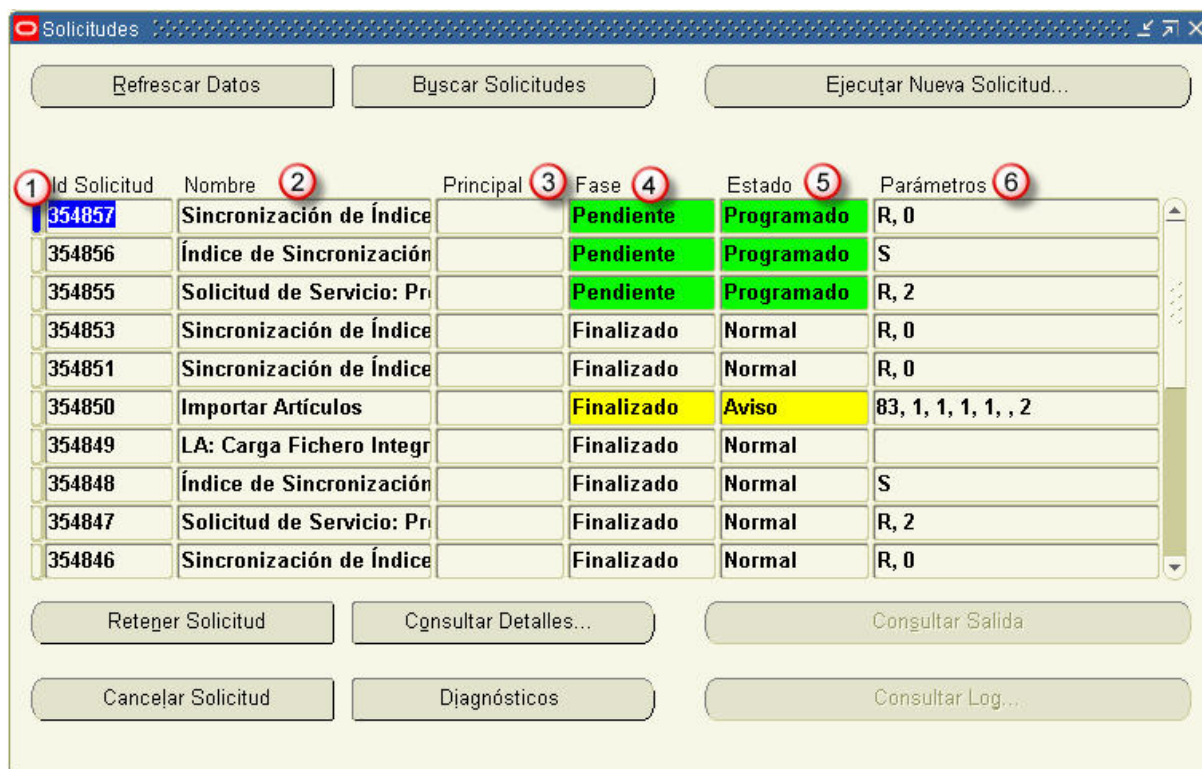 Solicitudes
Refrescar Datos Buscar Solicitudes Ejecutar Nueva Solicitud...
1 Id Solicitud Nombre 2 Principal 3 Fase 4 Estado 5 Parámetros 6
354857 Sincronización de Índice Pendiente Programado R, 0
354856 Índice de Sincronización Pendiente Programado S
354855 Solicitud de Servicio: Pr Pendiente Programado R, 2
354853 Sincronización de Índice Finalizado Normal R, 0
354851 Sincronización de Índice Finalizado Normal R, 0
354850 Importar Artículos Finalizado Aviso 83, 1, 1, 1, 1, , 2
354849 LA: Carga Fichero Integr Finalizado Normal
354848 Índice de Sincronización Finalizado Normal S
354847 Solicitud de Servicio: Pr Finalizado Normal R, 2
354846 Sincronización de Índice Finalizado Normal R, 0
Retener Solicitud Consultar Detalles... Consultar Salida
Cancelar Solicitud Diagnósticos Consultar Log...